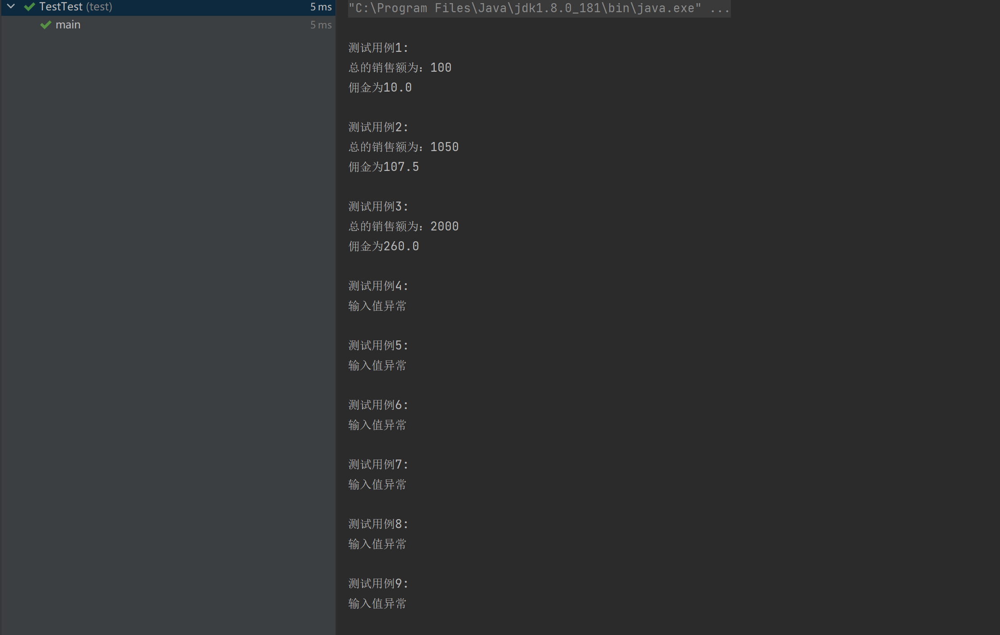 TestTest (test) 5 ms
main 5 ms
"C:\Program Files\Java\jdk1.8.0_181\bin\java.exe" ...
测试用例1:
总的销售额为：100
佣金为10.0
测试用例2:
总的销售额为：1050
佣金为107.5
测试用例3:
总的销售额为：2000
佣金为260.0
测试用例4:
输入值异常
测试用例5:
输入值异常
测试用例6:
输入值异常
测试用例7:
输入值异常
测试用例8:
输入值异常
测试用例9:
输入值异常